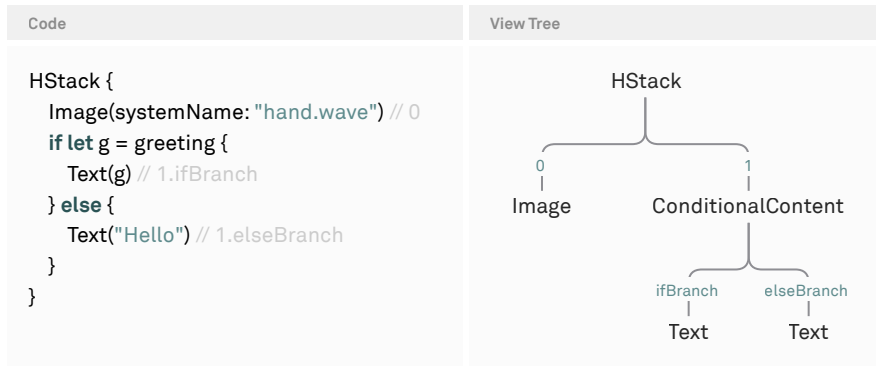 Code
View Tree
HStack {
Image(systemName: "hand.wave") // 0
if let g = greeting {
Text(g) // 1.ifBranch
} else {
Text("Hello") // 1.elseBranch
}
}
HStack
0
1
Image
ConditionalContent
ifBranch
elseBranch
Text
Text